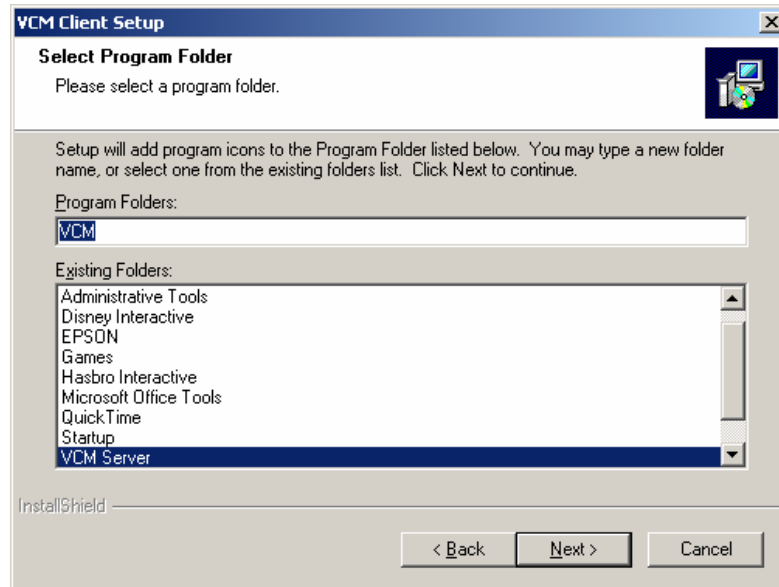 VCM Client Setup
Select Program Folder
Please select a program folder.
Setup will add program icons to the Program Folder listed below. You may type a new folder
name, or select one from the existing folders list. Click Next to continue.
Program Folders:
VCM
Existing Folders:
Administrative Tools
Disney Interactive
EPSON
Games
Hasbro Interactive
Microsoft Office Tools
QuickTime
Startup
VCM Server
InstallShield
< Back
Next >
Cancel